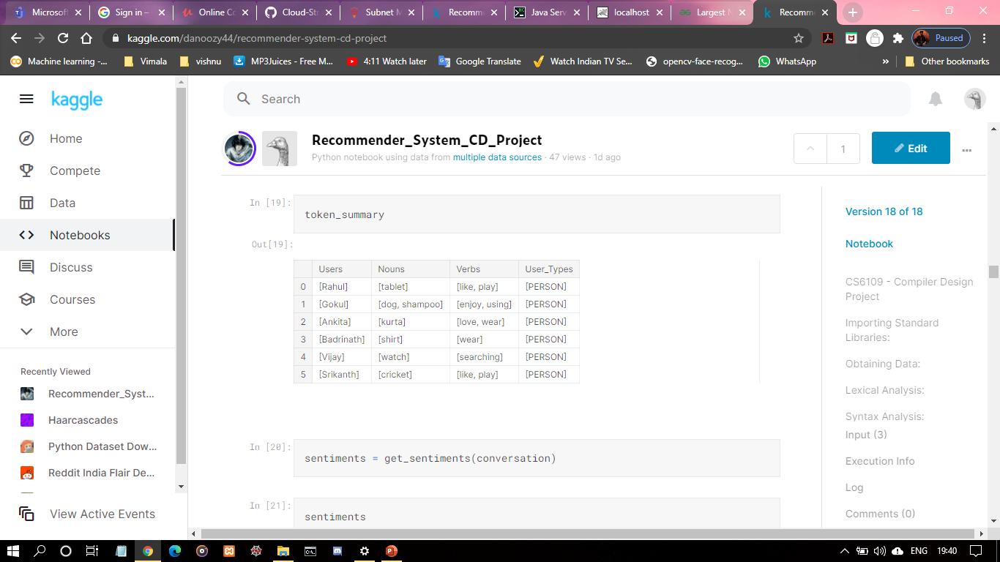 Microsoft
Sign in –
Online Co
Cloud-Str
Subnet M
Recomm
Java Serv
localhost
Largest N
Recomme
kaggle.com/danoozy44/recommender-system-cd-project
Paused
Machine learning -...
Vimala
vishnu
MP3Juices - Free M...
4:11 Watch later
Google Translate
Watch Indian TV Se...
opencv-face-recog...
WhatsApp
»
Other bookmarks
kaggle
Search
Home
Compete
Data
Notebooks
Discuss
Courses
More
Recently Viewed
Recommender_Syst...
Haarcascades
Python Dataset Dow...
Reddit India Flair De...
View Active Events
Recommender_System_CD_Project
Python notebook using data from multiple data sources · 47 views · 1d ago
1
Edit
In [19]:
token_summary
Out[19]:
Users Nouns Verbs User_Types
0 [Rahul] [tablet] [like, play] [PERSON]
1 [Gokul] [dog, shampoo] [enjoy, using] [PERSON]
2 [Ankita] [kurta] [love, wear] [PERSON]
3 [Badrinath] [shirt] [wear] [PERSON]
4 [Vijay] [watch] [searching] [PERSON]
5 [Srikanth] [cricket] [like, play] [PERSON]
In [20]:
sentiments = get_sentiments(conversation)
In [21]:
sentiments
Version 18 of 18
Notebook
CS6109 - Compiler Design
Project
Importing Standard
Libraries:
Obtaining Data:
Lexical Analysis:
Syntax Analysis:
Input (3)
Execution Info
Log
Comments (0)
ENG
19:40